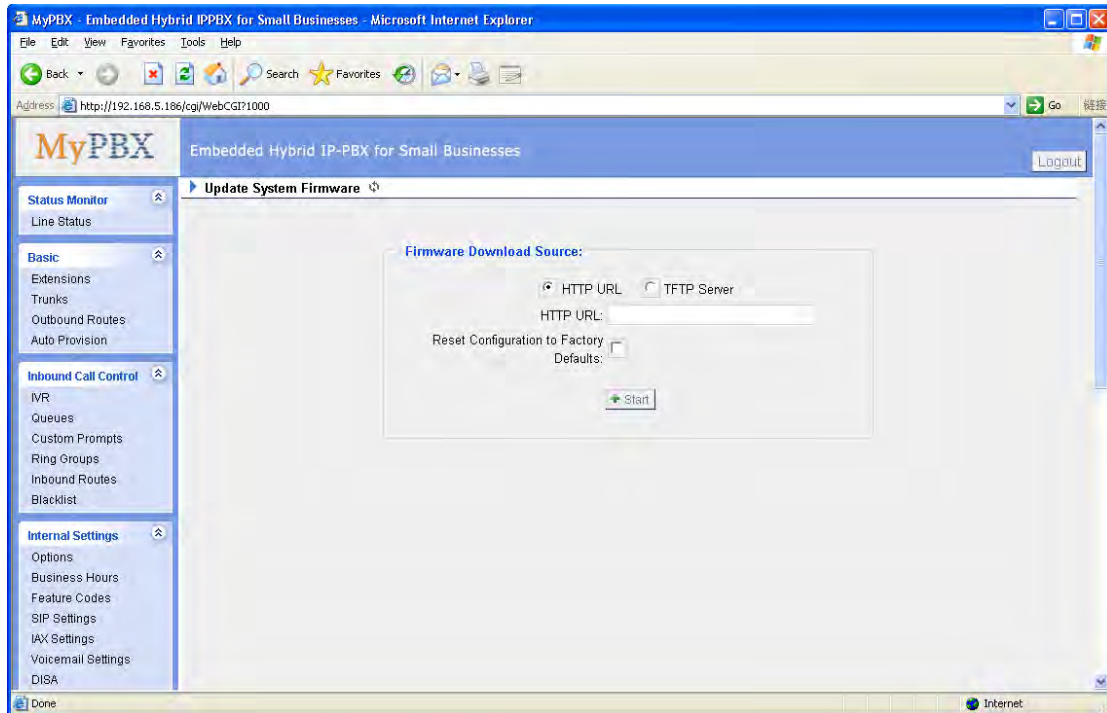 MyPBX - Embedded Hybrid IPPBX for Small Businesses - Microsoft Internet Explorer
File Edit View Favorites Tools Help
Back Search Favorites
Address http://192.168.5.186/cgi/WebCGI?1000 Go 链接
MyPBX
Embedded Hybrid IP-PBX for Small Businesses
Logout
Update System Firmware
Status Monitor
Line Status
Basic
Extensions
Trunks
Outbound Routes
Auto Provision
Inbound Call Control
IVR
Queues
Custom Prompts
Ring Groups
Inbound Routes
Blacklist
Internal Settings
Options
Business Hours
Feature Codes
SIP Settings
IAX Settings
Voicemail Settings
DISA
Firmware Download Source:
HTTP URL TFTP Server
HTTP URL:
Reset Configuration to Factory
Defaults:
Start
Done Internet